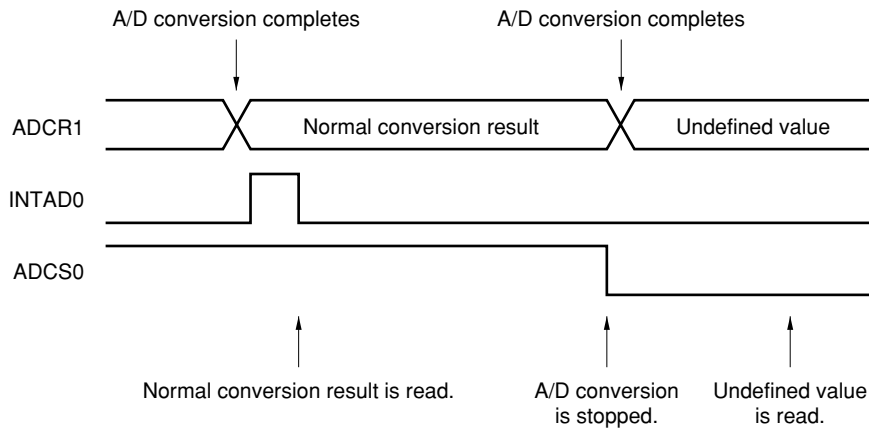 A/D conversion completes
A/D conversion completes
ADCR1
Normal conversion result
Undefined value
INTAD0
ADCS0
Normal conversion result is read.
A/D conversion
is stopped.
Undefined value
is read.